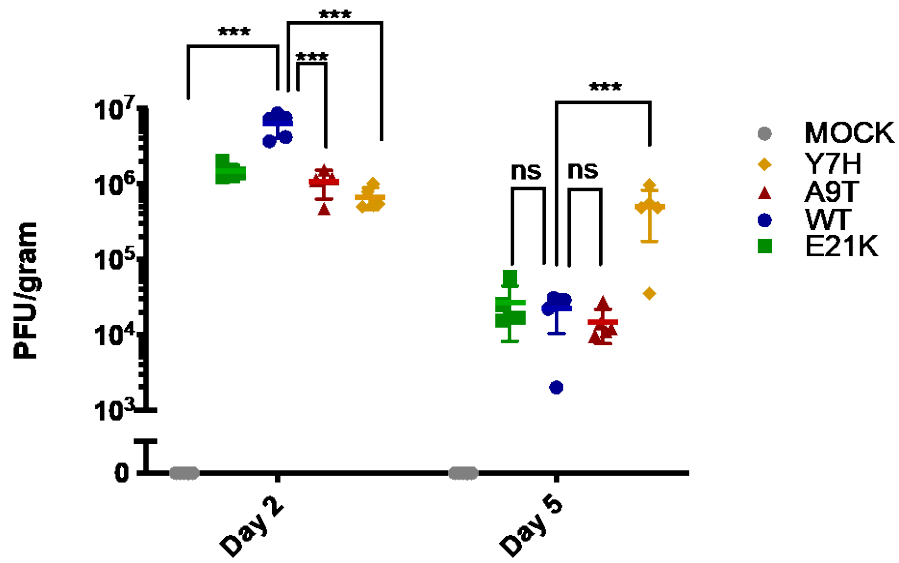 ***
***
***
***
10⁷
10⁶
10⁵
10⁴
10³
0
PFU/gram
ns
ns
Day 2
Day 5
MOCK
Y7H
A9T
WT
E21K